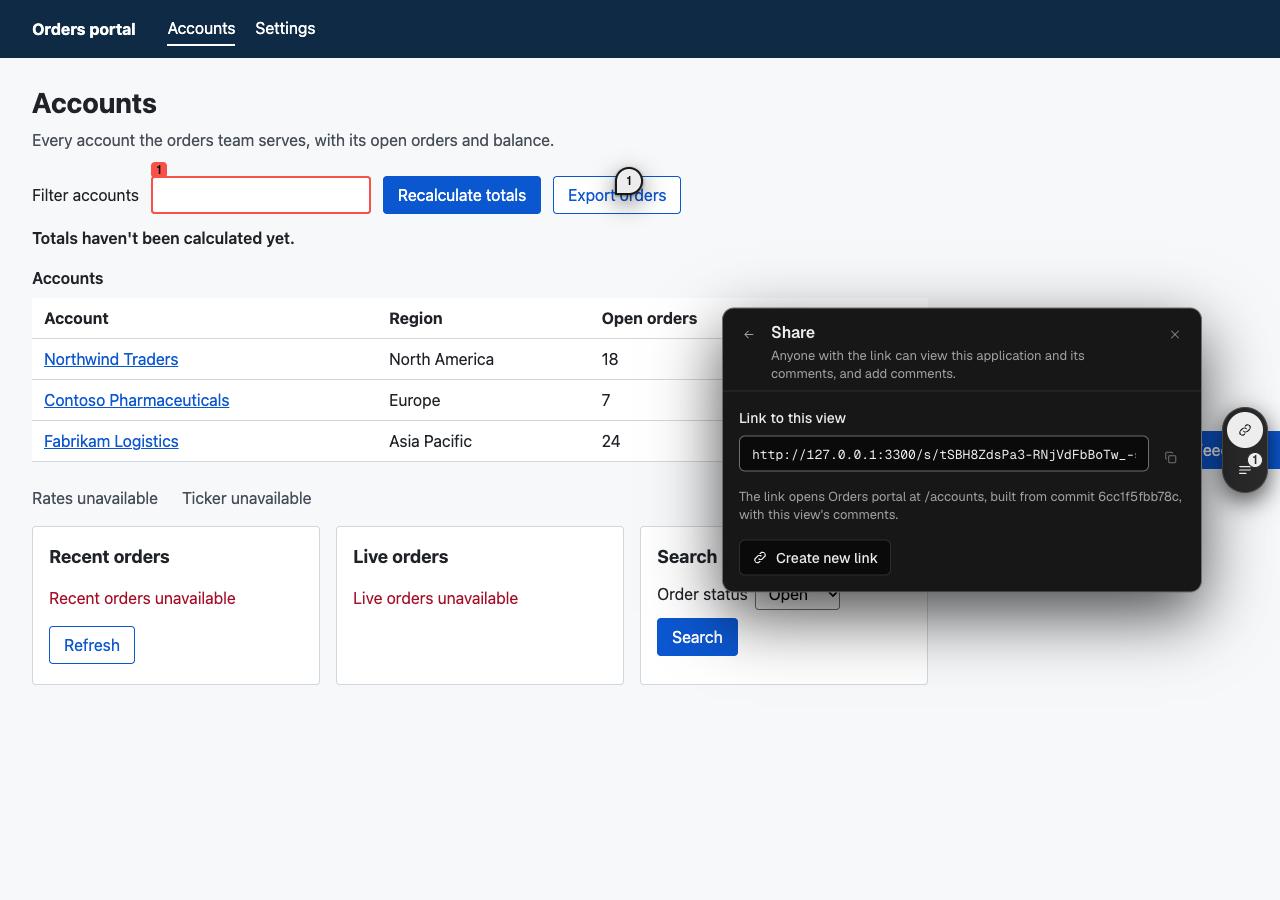 Orders portal
Accounts
Settings
Accounts
Every account the orders team serves, with its open orders and balance.
1
Filter accounts
Recalculate totals
Export orders
1
Totals haven't been calculated yet.
Accounts
Account Region Open orders
Northwind Traders North America 18
Contoso Pharmaceuticals Europe 7
Fabrikam Logistics Asia Pacific 24
Share
Anyone with the link can view this application and its
comments, and add comments.
Link to this view
http://127.0.0.1:3300/s/tSBH8ZdsPa3-RNjVdFbBoTw_-
The link opens Orders portal at /accounts, built from commit 6cc1f5fbb78c,
with this view's comments.
Create new link
1
Rates unavailable Ticker unavailable
Recent orders
Recent orders unavailable
Refresh
Live orders
Live orders unavailable
Search
Order status Open
Search